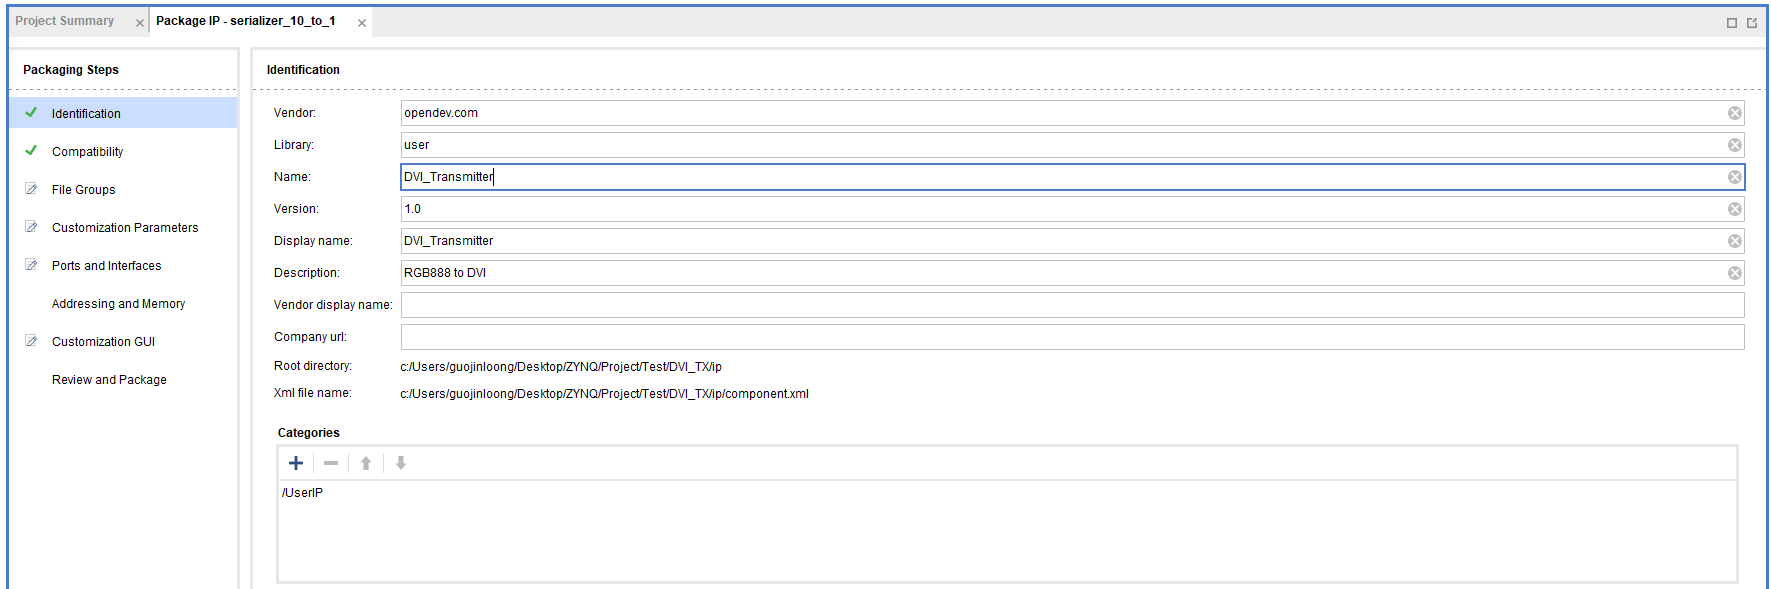 Project Summary
Package IP - serializer_10_to_1
Packaging Steps
Identification
Compatibility
File Groups
Customization Parameters
Ports and Interfaces
Addressing and Memory
Customization GUI
Review and Package
Identification
Vendor: opendev.com
Library: user
Name: DVI_Transmitter
Version: 1.0
Display name: DVI_Transmitter
Description: RGB888 to DVI
Vendor display name:
Company url:
Root directory: c:/Users/guojinloong/Desktop/ZYNQ/Project/Test/DVI_TX/ip
Xml file name: c:/Users/guojinloong/Desktop/ZYNQ/Project/Test/DVI_TX/ip/component.xml
Categories
/UserIP